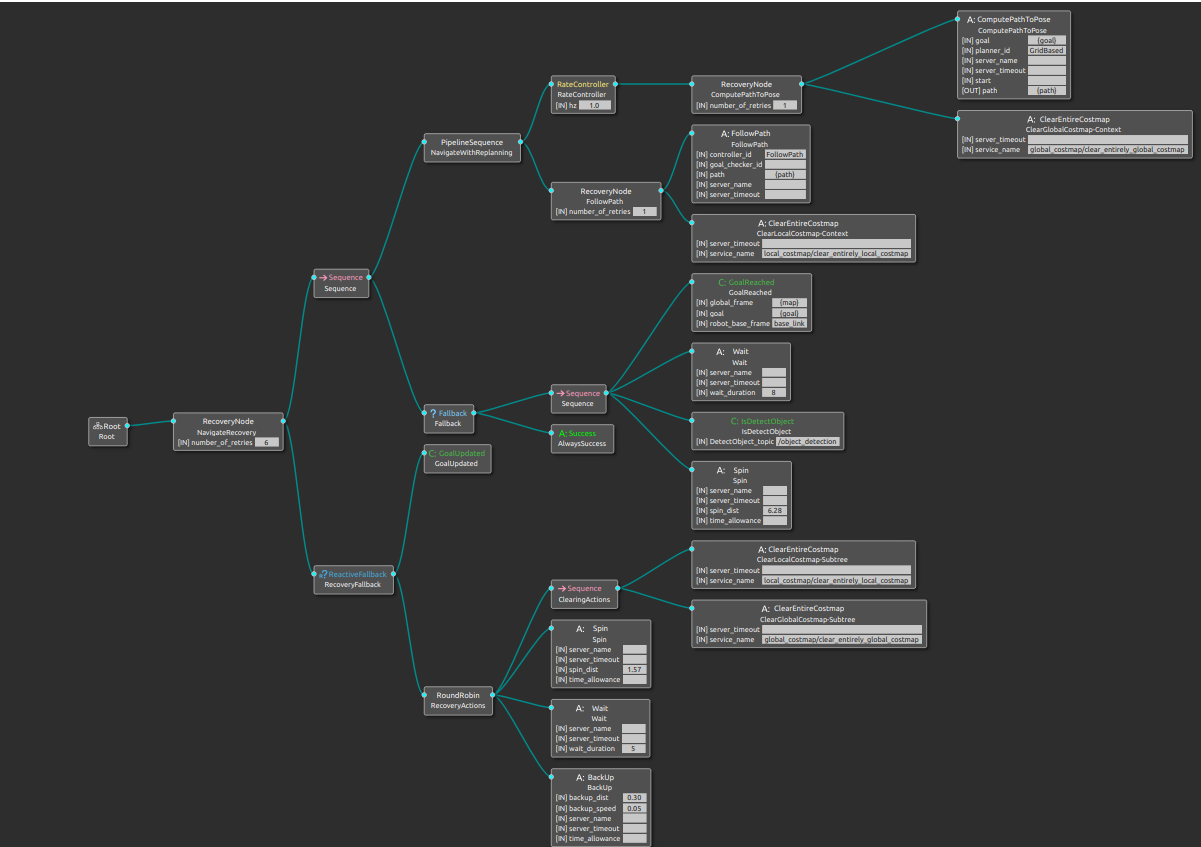 Root
Root
RecoveryNode
NavigateRecovery
[IN] number_of_retries 6
→ Sequence
Sequence
PipelineSequence
NavigateWithReplanning
RateController
RateController
[IN] hz 1.0
RecoveryNode
ComputePathToPose
[IN] number_of_retries 1
A: ComputePathToPose
ComputePathToPose
[IN] goal {goal}
[IN] planner_id GridBased
[IN] server_name
[IN] server_timeout
[IN] start
[OUT] path {path}
A: ClearEntireCostmap
ClearGlobalCostmap-Context
[IN] server_timeout
[IN] service_name global_costmap/clear_entirely_global_costmap
RecoveryNode
FollowPath
[IN] number_of_retries 1
A: FollowPath
FollowPath
[IN] controller_id FollowPath
[IN] goal_checker_id
[IN] path {path}
[IN] server_name
[IN] server_timeout
A: ClearEntireCostmap
ClearLocalCostmap-Context
[IN] server_timeout
[IN] service_name local_costmap/clear_entirely_local_costmap
? Fallback
Fallback
→ Sequence
Sequence
C: GoalReached
GoalReached
[IN] global_frame {map}
[IN] goal {goal}
[IN] robot_base_frame base_link
A: Wait
Wait
[IN] server_name
[IN] server_timeout
[IN] wait_duration 8
C: IsDetectObject
IsDetectObject
[IN] DetectObject_topic /object_detection
A: Spin
Spin
[IN] server_name
[IN] server_timeout
[IN] spin_dist 6.28
[IN] time_allowance
A: Success
AlwaysSuccess
R? ReactiveFallback
RecoveryFallback
C: GoalUpdated
GoalUpdated
RoundRobin
RecoveryActions
→ Sequence
ClearingActions
A: ClearEntireCostmap
ClearLocalCostmap-Subtree
[IN] server_timeout
[IN] service_name local_costmap/clear_entirely_local_costmap
A: ClearEntireCostmap
ClearGlobalCostmap-Subtree
[IN] server_timeout
[IN] service_name global_costmap/clear_entirely_global_costmap
A: Spin
Spin
[IN] server_name
[IN] server_timeout
[IN] spin_dist 1.57
[IN] time_allowance
A: Wait
Wait
[IN] server_name
[IN] server_timeout
[IN] wait_duration 5
A: BackUp
BackUp
[IN] backup_dist 0.30
[IN] backup_speed 0.05
[IN] server_name
[IN] server_timeout
[IN] time_allowance